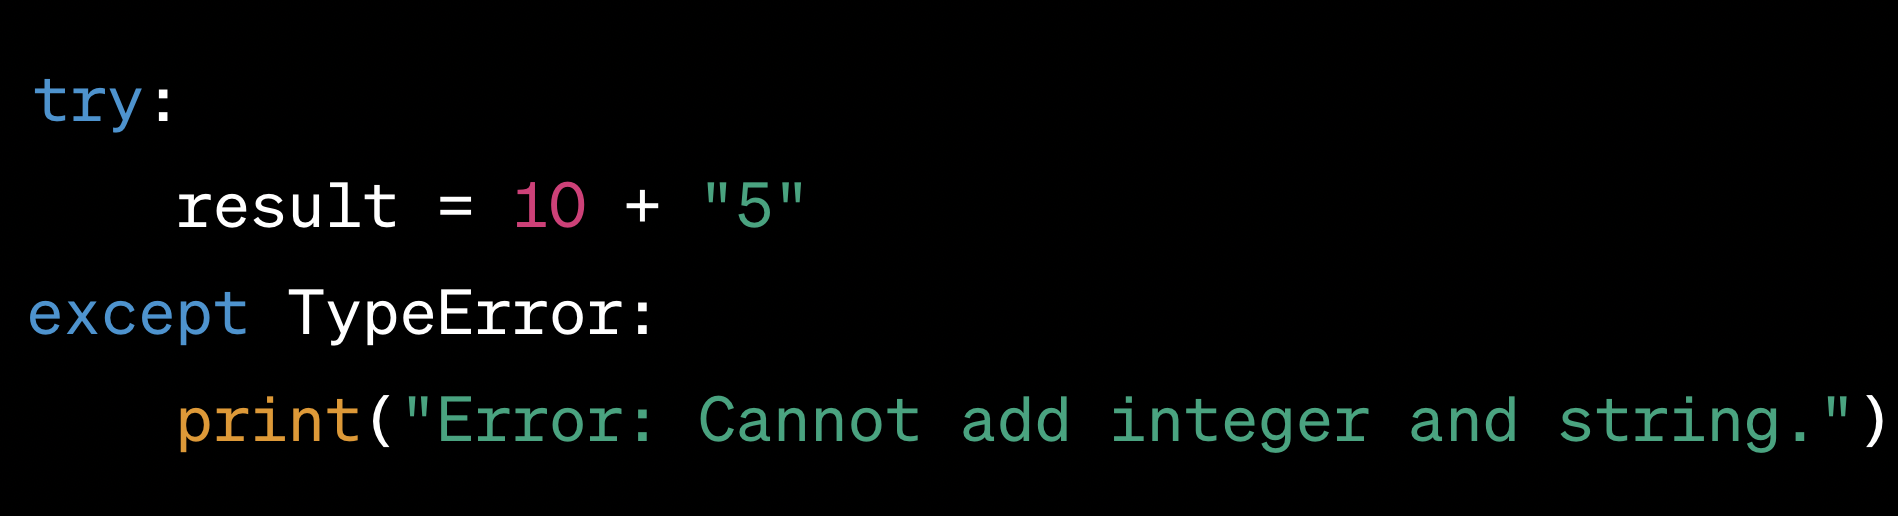 try:
    result = 10 + "5"
except TypeError:
    print("Error: Cannot add integer and string.")